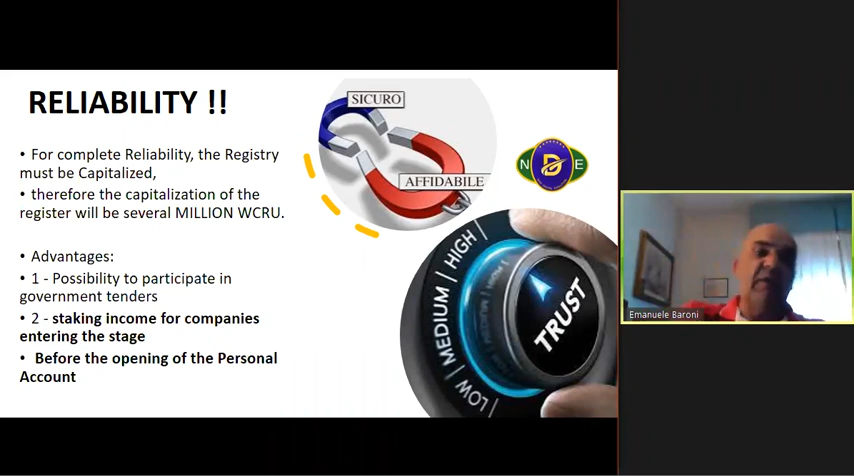 RELIABILITY !!
• For complete Reliability, the Registry
must be Capitalized,
• therefore the capitalization of the
register will be several MILLION WCRU.
• Advantages:
• 1 - Possibility to participate in
government tenders
• 2 - staking income for companies
entering the stage
• Before the opening of the Personal
Account
SICURO
AFFIDABILE
N D E
HIGH
MEDIUM
LOW
TRUST
Emanuele Baroni